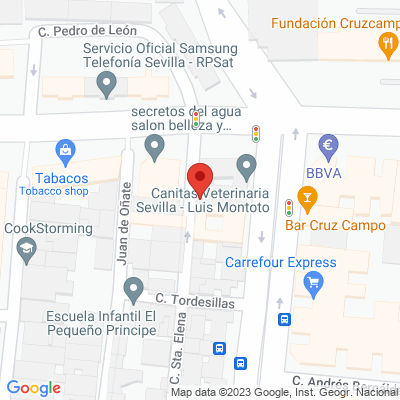 C. Pedro de León
Fundación Cruzcamp
Servicio Oficial Samsung
Telefonía Sevilla - RPSat
secretos del agua
salon belleza y...
BBVA
Tabacos
Tobacco shop
Canitas Veterinaria
Sevilla - Luis Montoto
Juan de Oñate
Bar Cruz Campo
CookStorming
Carrefour Express
C. Tordesillas
Escuela Infantil El
Pequeño Principe
C. Sta. Elena
C. Andrés B
Google
Map data ©2023 Google, Inst. Geogr. Nacional